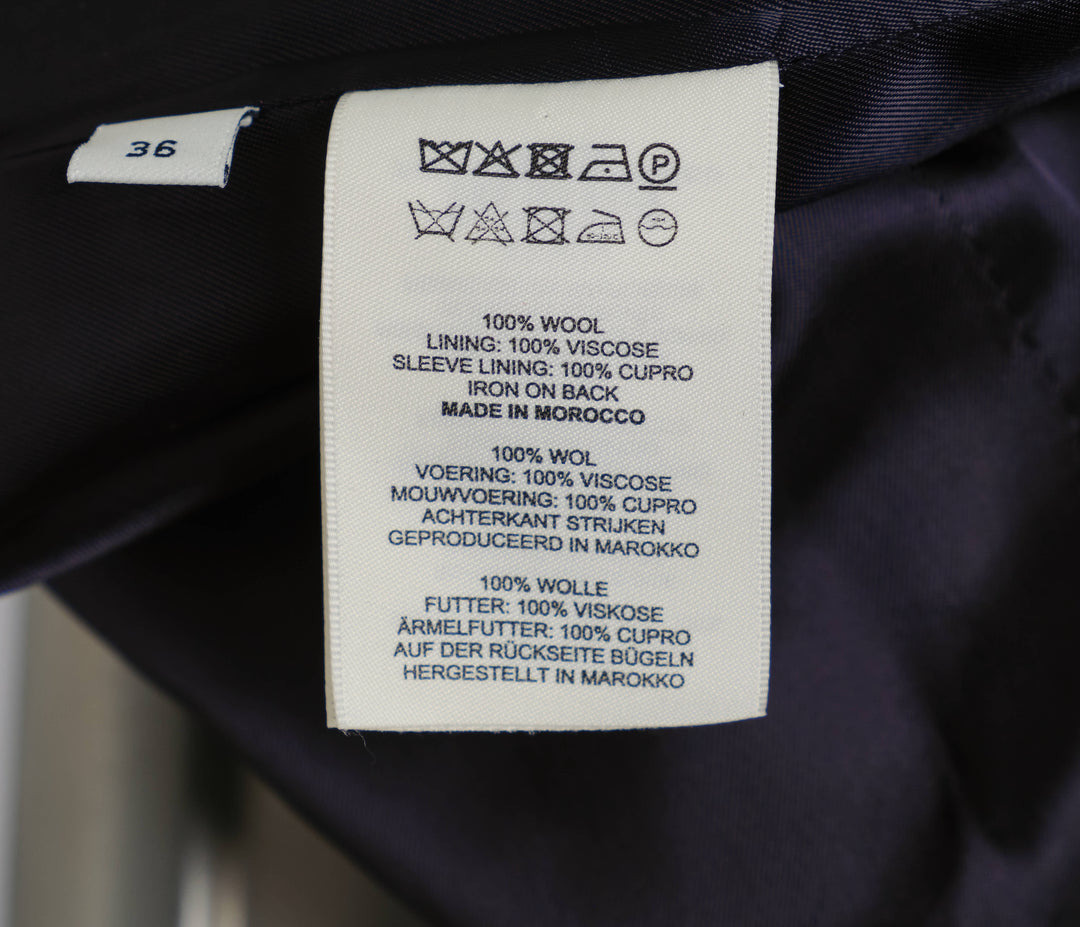 36
P
100% WOOL
LINING: 100% VISCOSE
SLEEVE LINING: 100% CUPRO
IRON ON BACK
MADE IN MOROCCO
100% WOL
VOERING: 100% VISCOSE
MOUWVOERING: 100% CUPRO
ACHTERKANT STRIJKEN
GEPRODUCEERD IN MAROKKO
100% WOLLE
FUTTER: 100% VISKOSE
ÄRMELFUTTER: 100% CUPRO
AUF DER RÜCKSEITE BÜGELN
HERGESTELLT IN MAROKKO